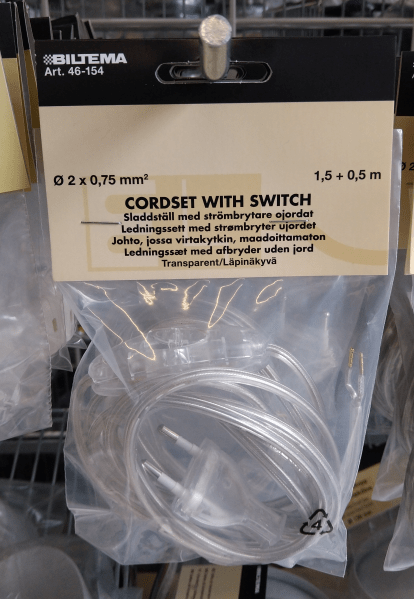 BILTEMA
Art. 46-154
Ø 2 x 0,75 mm²
1,5 + 0,5 m
CORDSET WITH SWITCH
Sladdställ med strömbrytare ojordat
Ledningssett med strømbryter ujordet
Johto, jossa virtakytkin, maadoittamaton
Ledningssæt med afbryder uden jord
Transparent/Läpinäkyvä
4